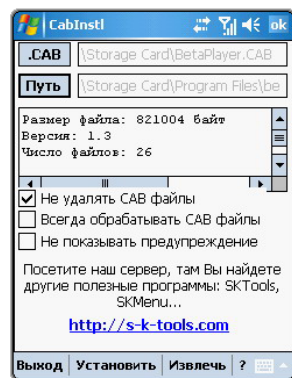 CabInstl ok
.CAB \Storage Card\BetaPlayer.CAB
Путь \Storage Card\Program Files\be
Размер файла: 821004 байт
Версия: 1.3
Число файлов: 26
Не удалять CAB файлы
Всегда обрабатывать CAB файлы
Не показывать предупреждение
Посетите наш сервер, там Вы найдете
другие полезные программы: SKTools,
SKMenu...
http://s-k-tools.com
Выход Установить Извлечь ?